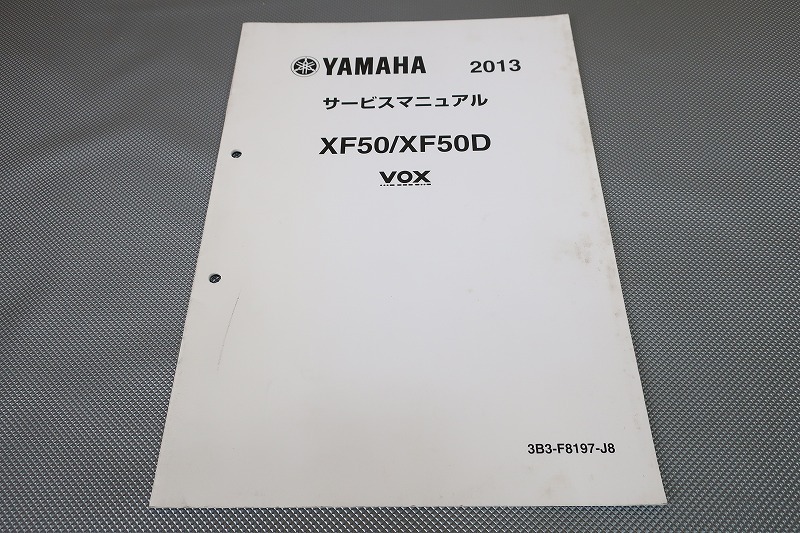 YAMAHA 2013
サービスマニュアル
XF50/XF50D
VOX
3B3-F8197-J8